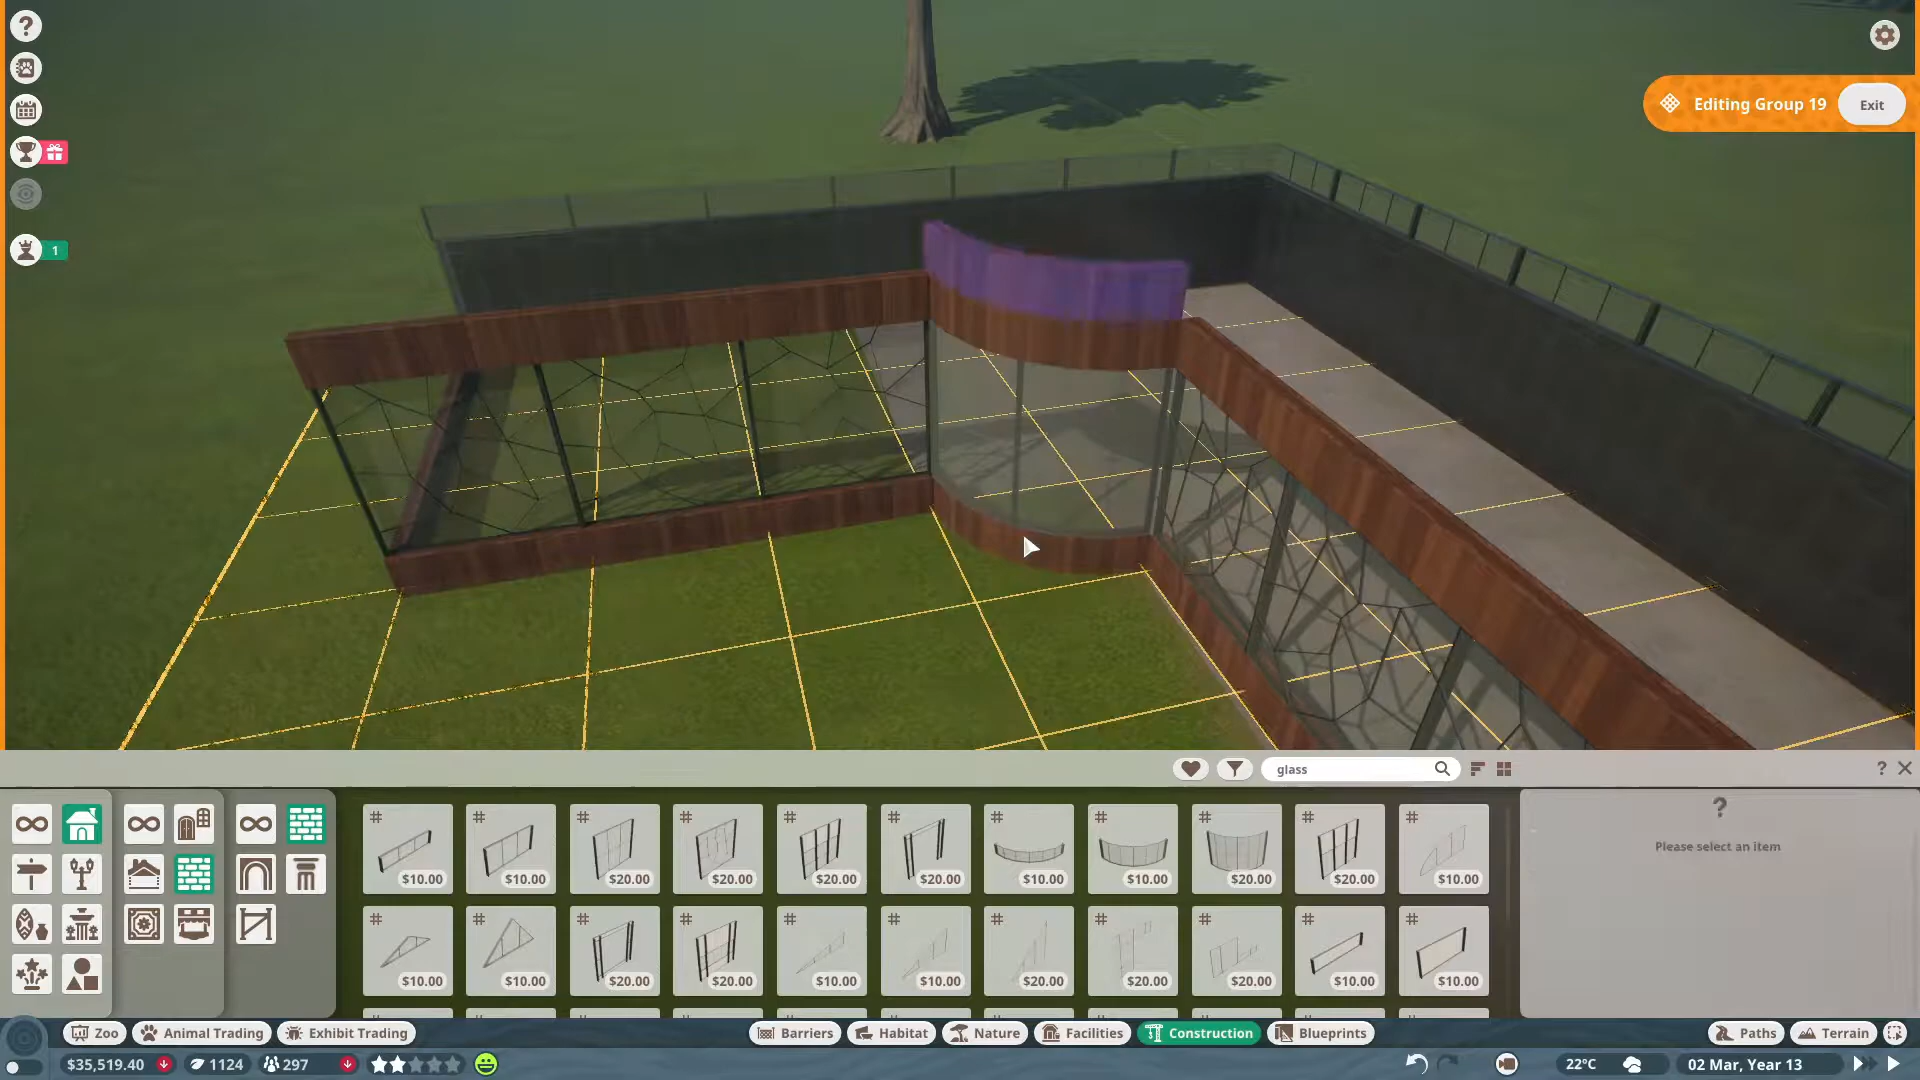 Editing Group 19
Exit
1
glass
?
Please select an item
$10.00
$10.00
$20.00
$20.00
$20.00
$20.00
$10.00
$10.00
$20.00
$20.00
$10.00
$10.00
$10.00
$20.00
$20.00
$10.00
$10.00
$20.00
$20.00
$20.00
$10.00
$10.00
Zoo
Animal Trading
Exhibit Trading
Barriers
Habitat
Nature
Facilities
Construction
Blueprints
Paths
Terrain
$35,519.40
1124
297
22°C
02 Mar, Year 13